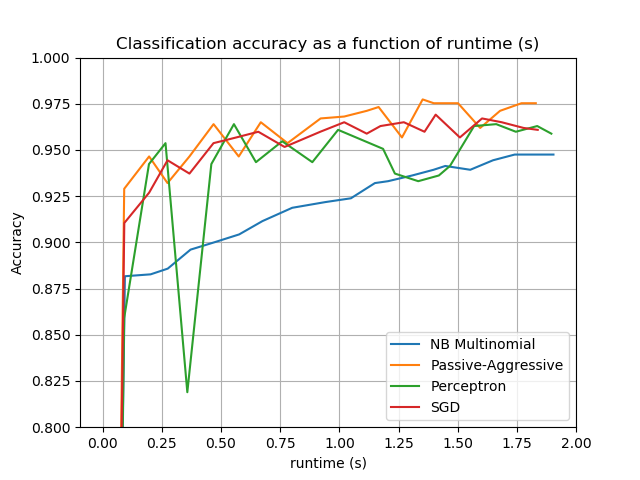 Classification accuracy as a function of runtime (s)
1.000
0.975
0.950
0.925
0.900
0.875
0.850
0.825
0.800
Accuracy
NB Multinomial
Passive-Aggressive
Perceptron
SGD
0.00 0.25 0.50 0.75 1.00 1.25 1.50 1.75 2.00
runtime (s)